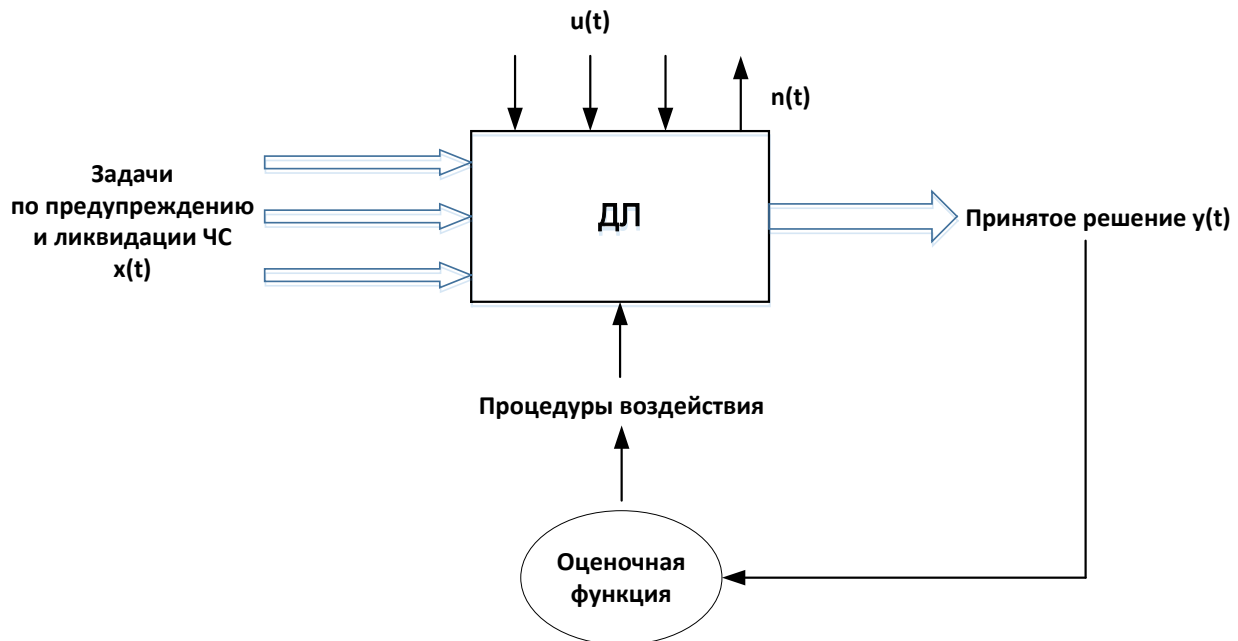 u(t)
n(t)
Задачи
по предупреждению
и ликвидации ЧС
x(t)
ДЛ
Принятое решение y(t)
Процедуры воздействия
Оценочная
функция